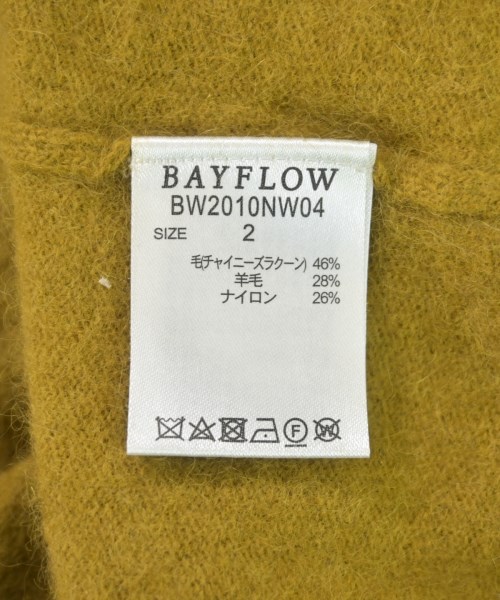 BAYFLOW
BW2010NW04
SIZE 2
毛(チャイニーズラクーン) 46%
羊毛 28%
ナイロン 26%
F W